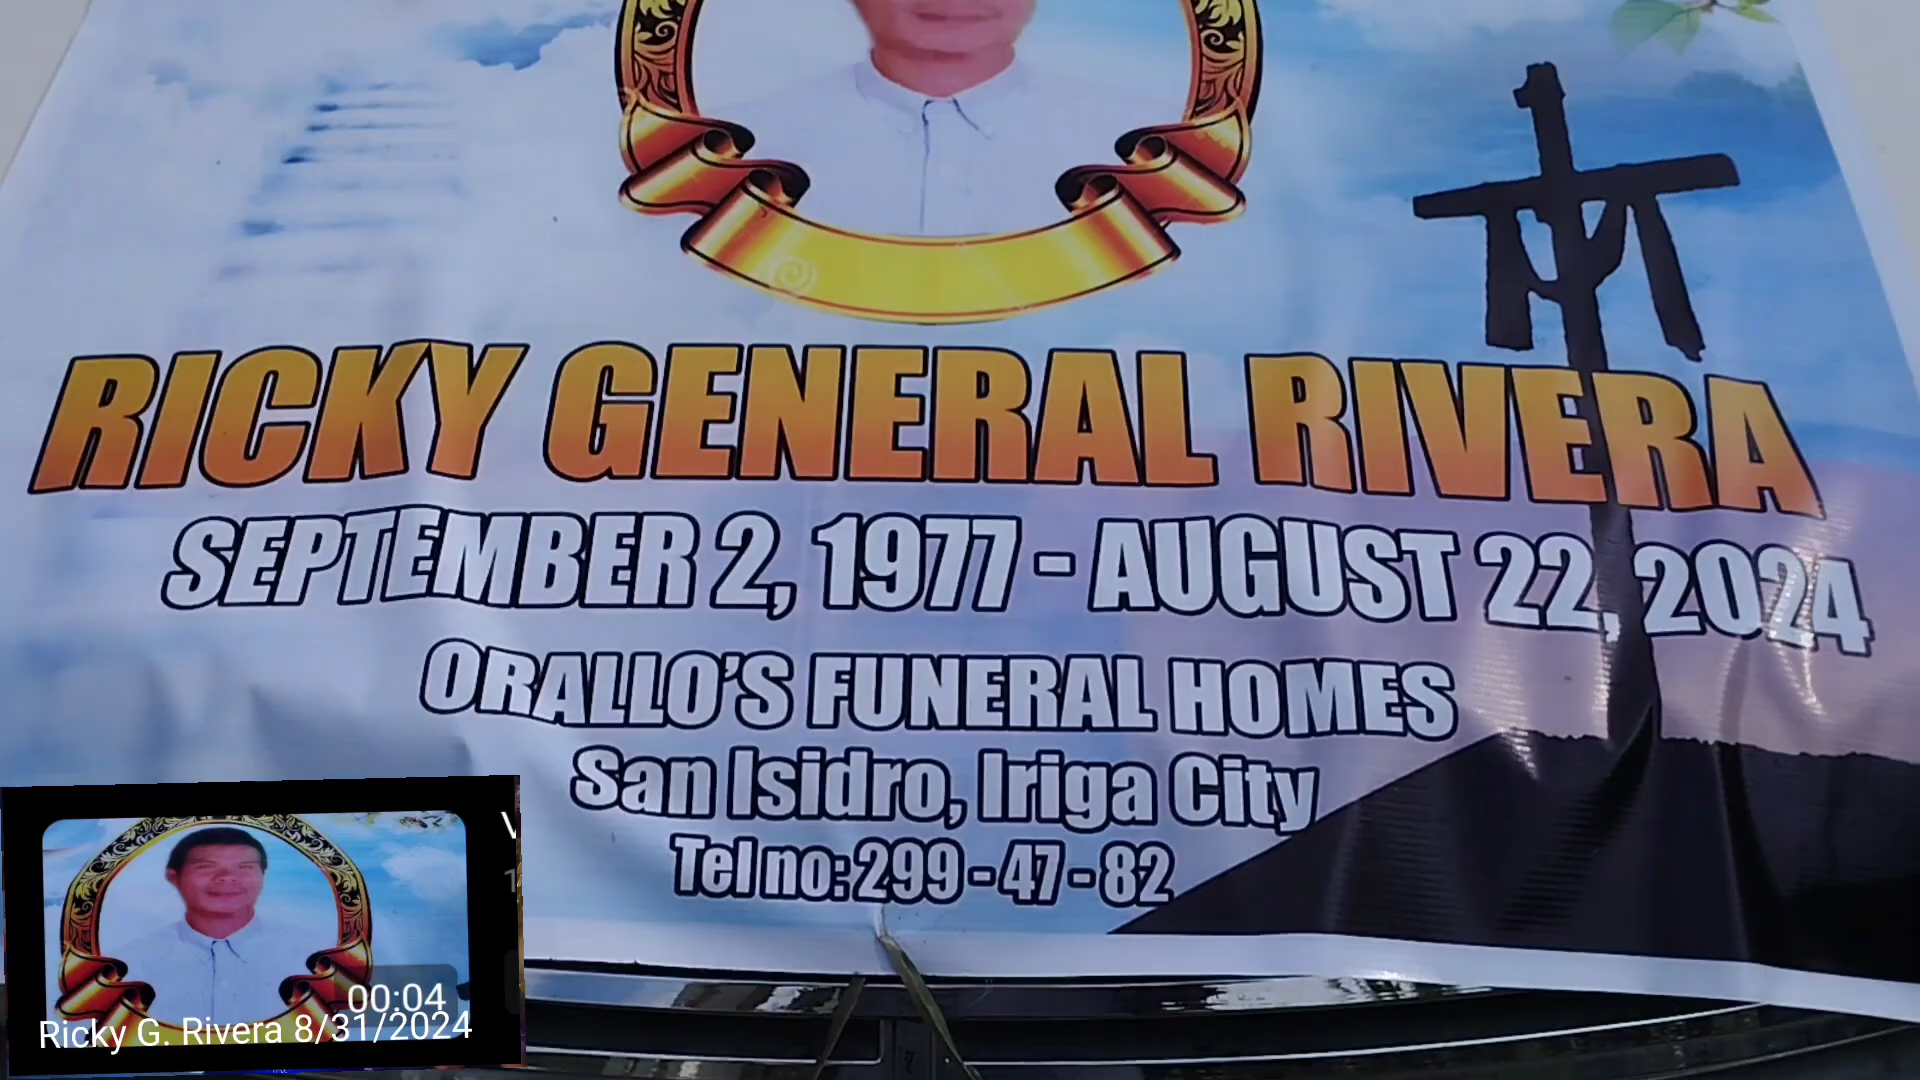 RICKY GENERAL RIVERA
SEPTEMBER 2, 1977 - AUGUST 22, 2024
ORALLO'S FUNERAL HOMES
San Isidro, Iriga City
Tel no: 299 - 47 - 82
00:04
Ricky G. Rivera 8/31/2024